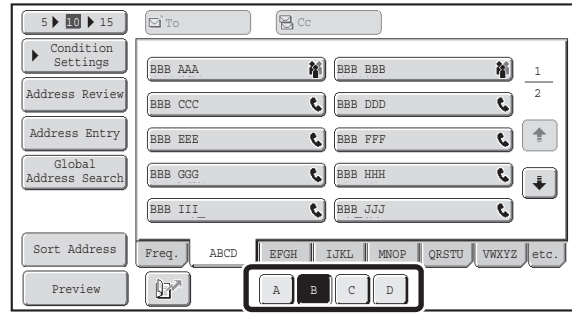 5 10 15
To
Cc
Condition
Settings
Address Review
Address Entry
Global
Address Search
Sort Address
Preview
BBB AAA
BBB BBB
BBB CCC
BBB DDD
BBB EEE
BBB FFF
BBB GGG
BBB HHH
BBB III
BBB JJJ
1
2
Freq.
ABCD
EFGH
IJKL
MNOP
QRSTU
VWXYZ
etc.
A
B
C
D